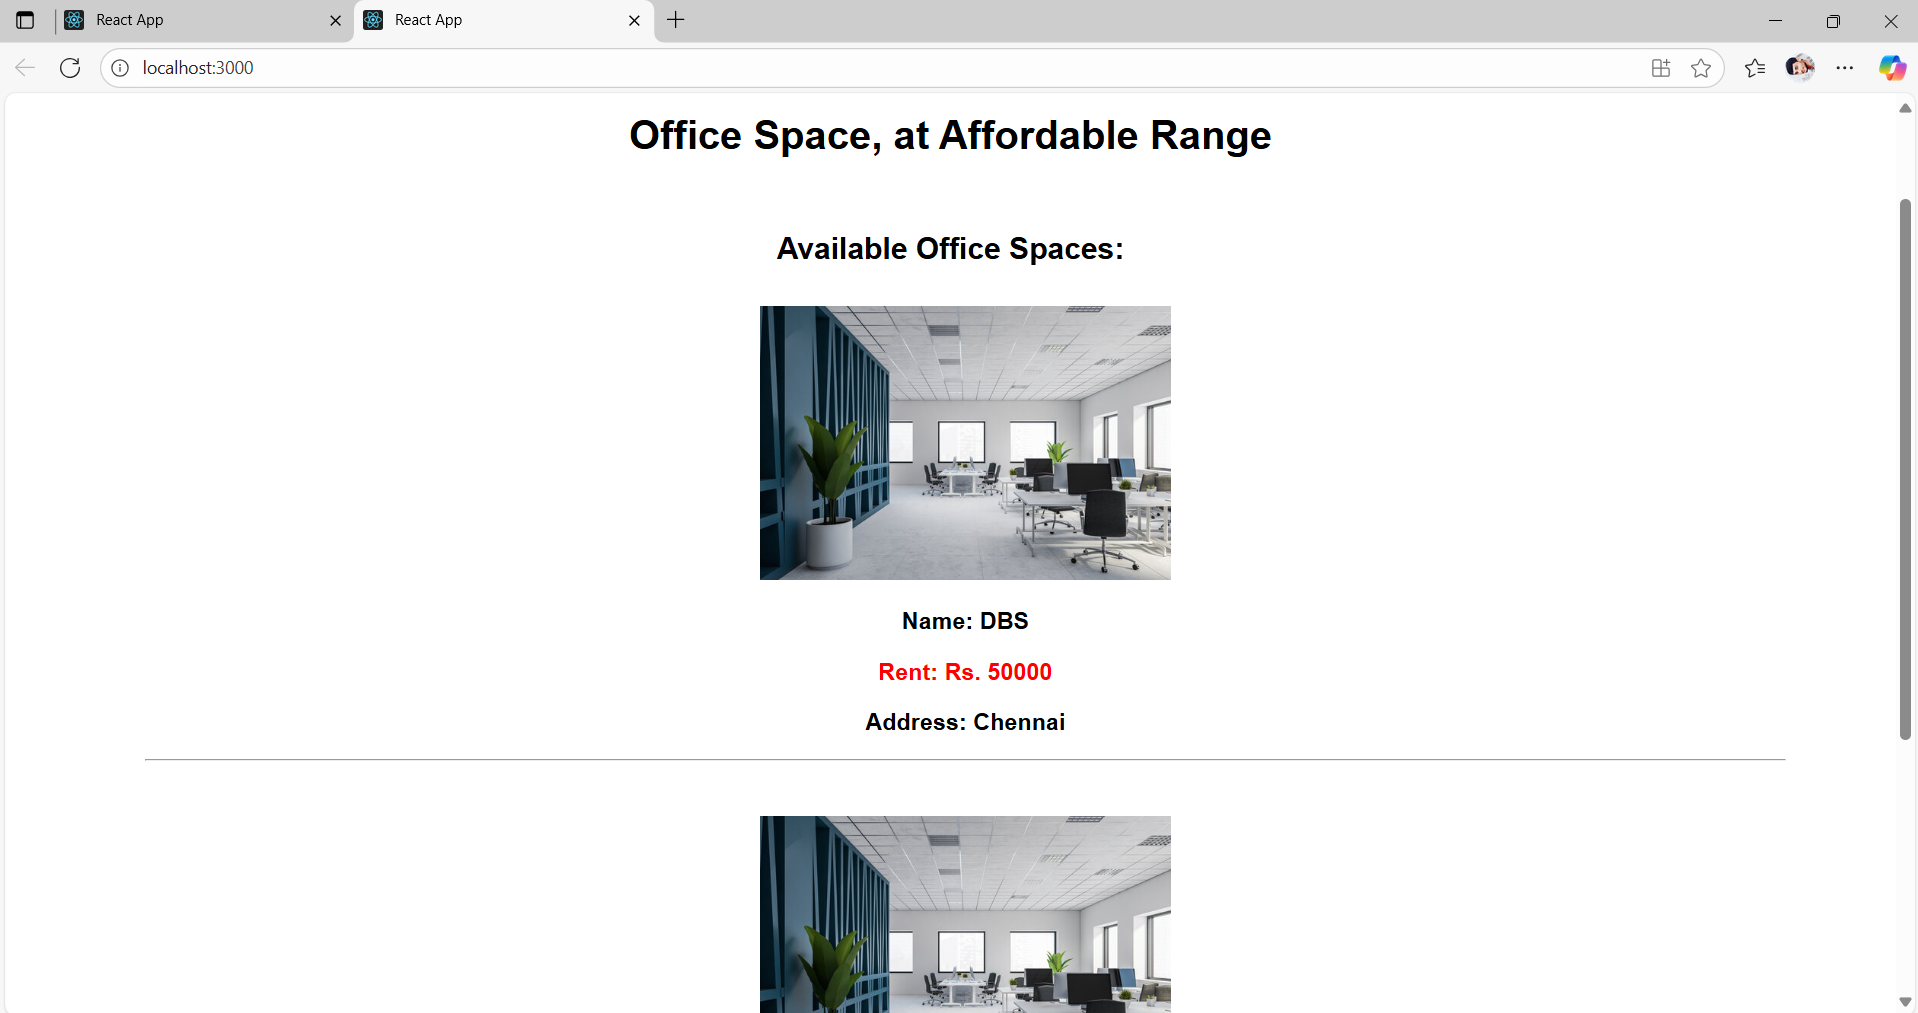 React App
React App
localhost:3000
Office Space, at Affordable Range
Available Office Spaces:
Name: DBS
Rent: Rs. 50000
Address: Chennai